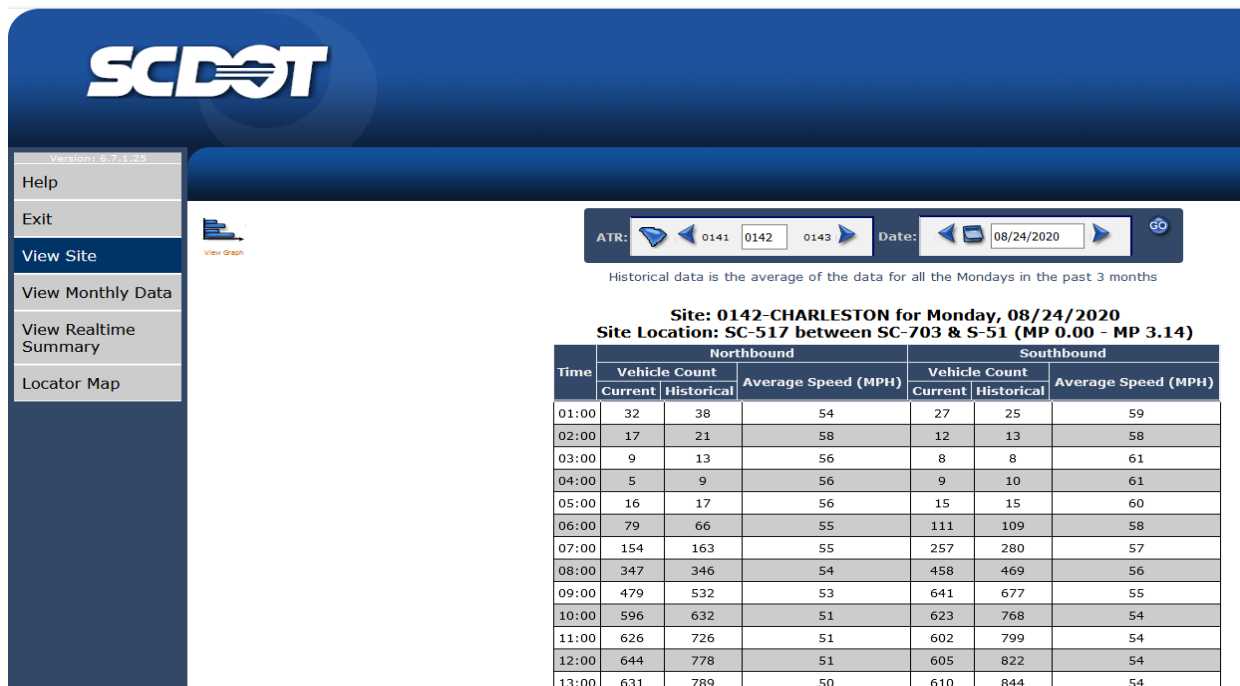 SCDOT
Version: 6.7.1.25
Help
Exit
View Site
View Monthly Data
View Realtime
Summary
Locator Map
View Graph
ATR: 0141 0142 0143 Date: 08/24/2020 GO
Historical data is the average of the data for all the Mondays in the past 3 months
Site: 0142-CHARLESTON for Monday, 08/24/2020
Site Location: SC-517 between SC-703 & S-51 (MP 0.00 - MP 3.14)
Time Northbound Southbound
Vehicle Count Average Speed (MPH) Vehicle Count Average Speed (MPH)
Current Historical Current Historical
01:00 32 38 54 27 25 59
02:00 17 21 58 12 13 58
03:00 9 13 56 8 8 61
04:00 5 9 56 9 10 61
05:00 16 17 56 15 15 60
06:00 79 66 55 111 109 58
07:00 154 163 55 257 280 57
08:00 347 346 54 458 469 56
09:00 479 532 53 641 677 55
10:00 596 632 51 623 768 54
11:00 626 726 51 602 799 54
12:00 644 778 51 605 822 54
13:00 631 789 50 610 844 54